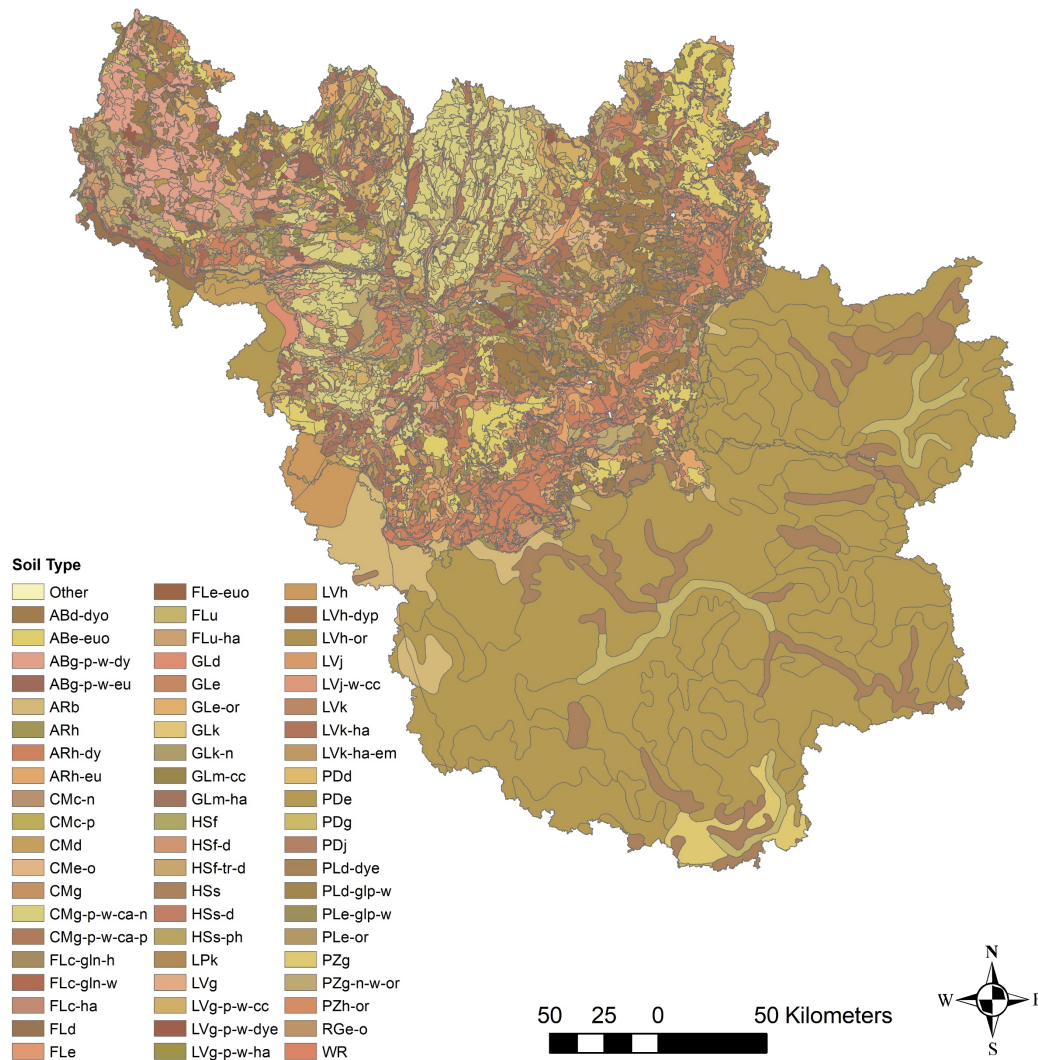 Soil Type
Other
ABd-dyo
ABe-euo
ABg-p-w-dy
ABg-p-w-eu
ARb
ARh
ARh-dy
ARh-eu
CMc-n
CMc-p
CMd
CMe-o
CMg
CMg-p-w-ca-n
CMg-p-w-ca-p
FLc-gln-h
FLc-gln-w
FLc-ha
FLd
FLe
FLe-euo
FLu
FLu-ha
GLd
GLe
GLe-or
GLk
GLk-n
GLm-cc
GLm-ha
HSf
HSf-d
HSf-tr-d
HSs
HSs-d
HSs-ph
LPk
LVg
LVg-p-w-cc
LVg-p-w-dye
LVg-p-w-ha
LVh
LVh-dyp
LVh-or
LVj
LVj-w-cc
LVk
LVk-ha
LVk-ha-em
PDd
PDe
PDg
PDj
PLd-dye
PLd-glp-w
PLe-glp-w
PLe-or
PZg
PZg-n-w-or
PZh-or
RGe-o
WR
50 25 0 50 Kilometers
N
W E
S